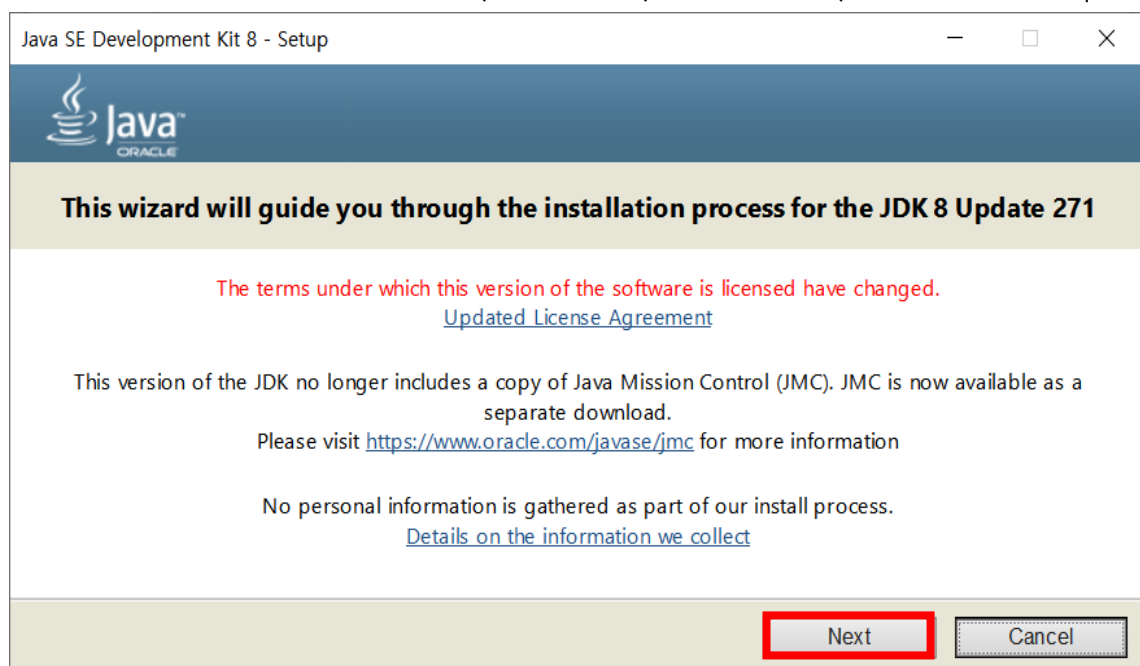 Java SE Development Kit 8 - Setup
Java™
ORACLE
This wizard will guide you through the installation process for the JDK 8 Update 271
The terms under which this version of the software is licensed have changed.
Updated License Agreement
This version of the JDK no longer includes a copy of Java Mission Control (JMC). JMC is now available as a
separate download.
Please visit https://www.oracle.com/javase/jmc for more information
No personal information is gathered as part of our install process.
Details on the information we collect
Next
Cancel